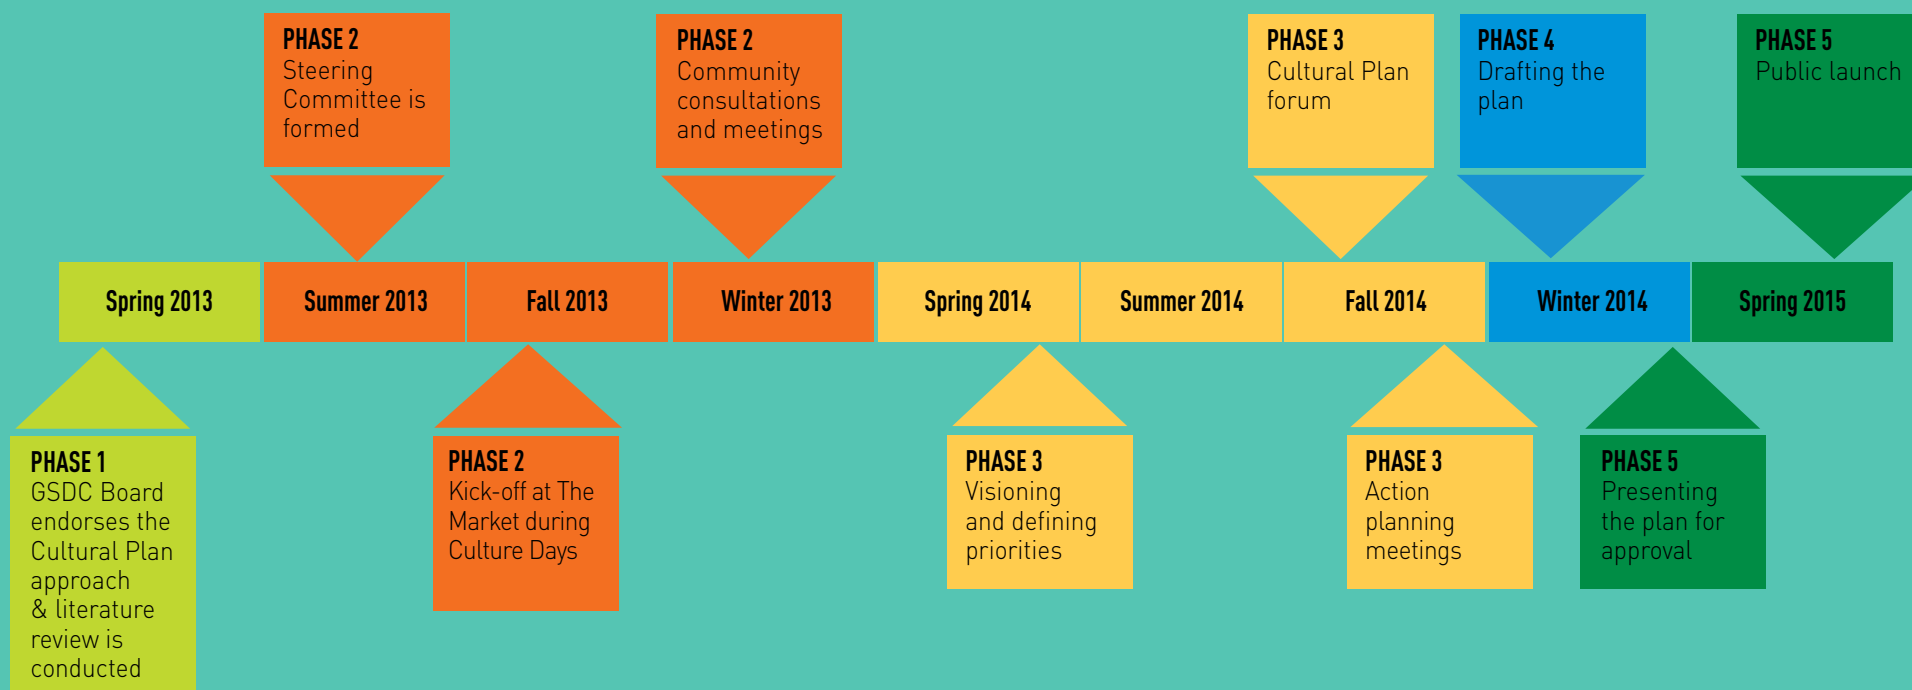 PHASE 2
Steering
Committee is
formed
PHASE 2
Community
consultations
and meetings
PHASE 3
Cultural Plan
forum
PHASE 4
Drafting the
plan
PHASE 5
Public launch
Spring 2013
Summer 2013
Fall 2013
Winter 2013
Spring 2014
Summer 2014
Fall 2014
Winter 2014
Spring 2015
PHASE 1
GSDC Board
endorses the
Cultural Plan
approach
& literature
review is
conducted
PHASE 2
Kick-off at The
Market during
Culture Days
PHASE 3
Visioning
and defining
priorities
PHASE 3
Action
planning
meetings
PHASE 5
Presenting
the plan for
approval